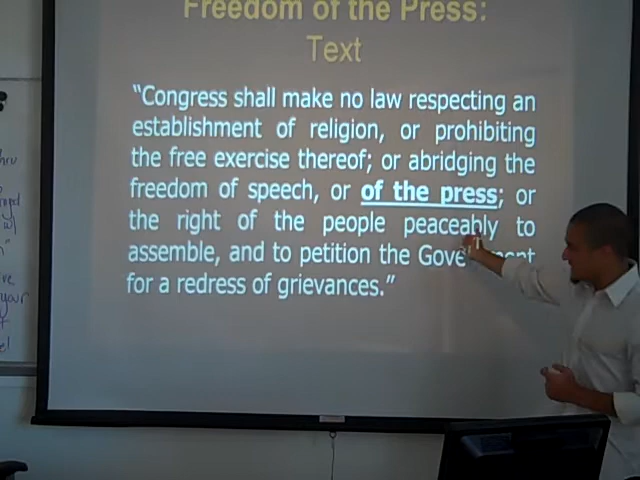 Freedom of the Press:
Text
“Congress shall make no law respecting an
establishment of religion, or prohibiting
the free exercise thereof; or abridging the
freedom of speech, or of the press; or
the right of the people peaceably to
assemble, and to petition the Government
for a redress of grievances.”
your